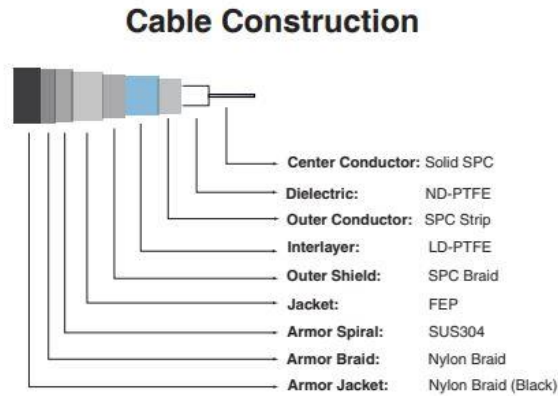 Cable Construction
Center Conductor: Solid SPC
Dielectric: ND-PTFE
Outer Conductor: SPC Strip
Interlayer: LD-PTFE
Outer Shield: SPC Braid
Jacket: FEP
Armor Spiral: SUS304
Armor Braid: Nylon Braid
Armor Jacket: Nylon Braid (Black)